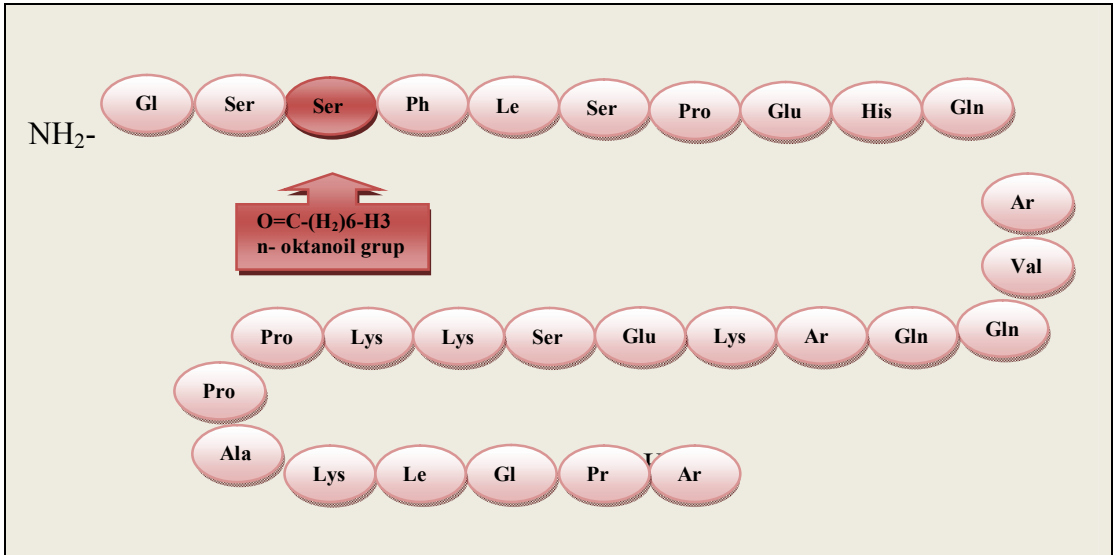 NH₂- Gl Ser Ser Ph Le Ser Pro Glu His Gln
O=C-(H₂)6-H3
n- oktanoil grup
Ar
Val
Gln
Pro Lys Lys Ser Glu Lys Ar Gln
Pro
Ala
Lys Le Gl Pr Ar